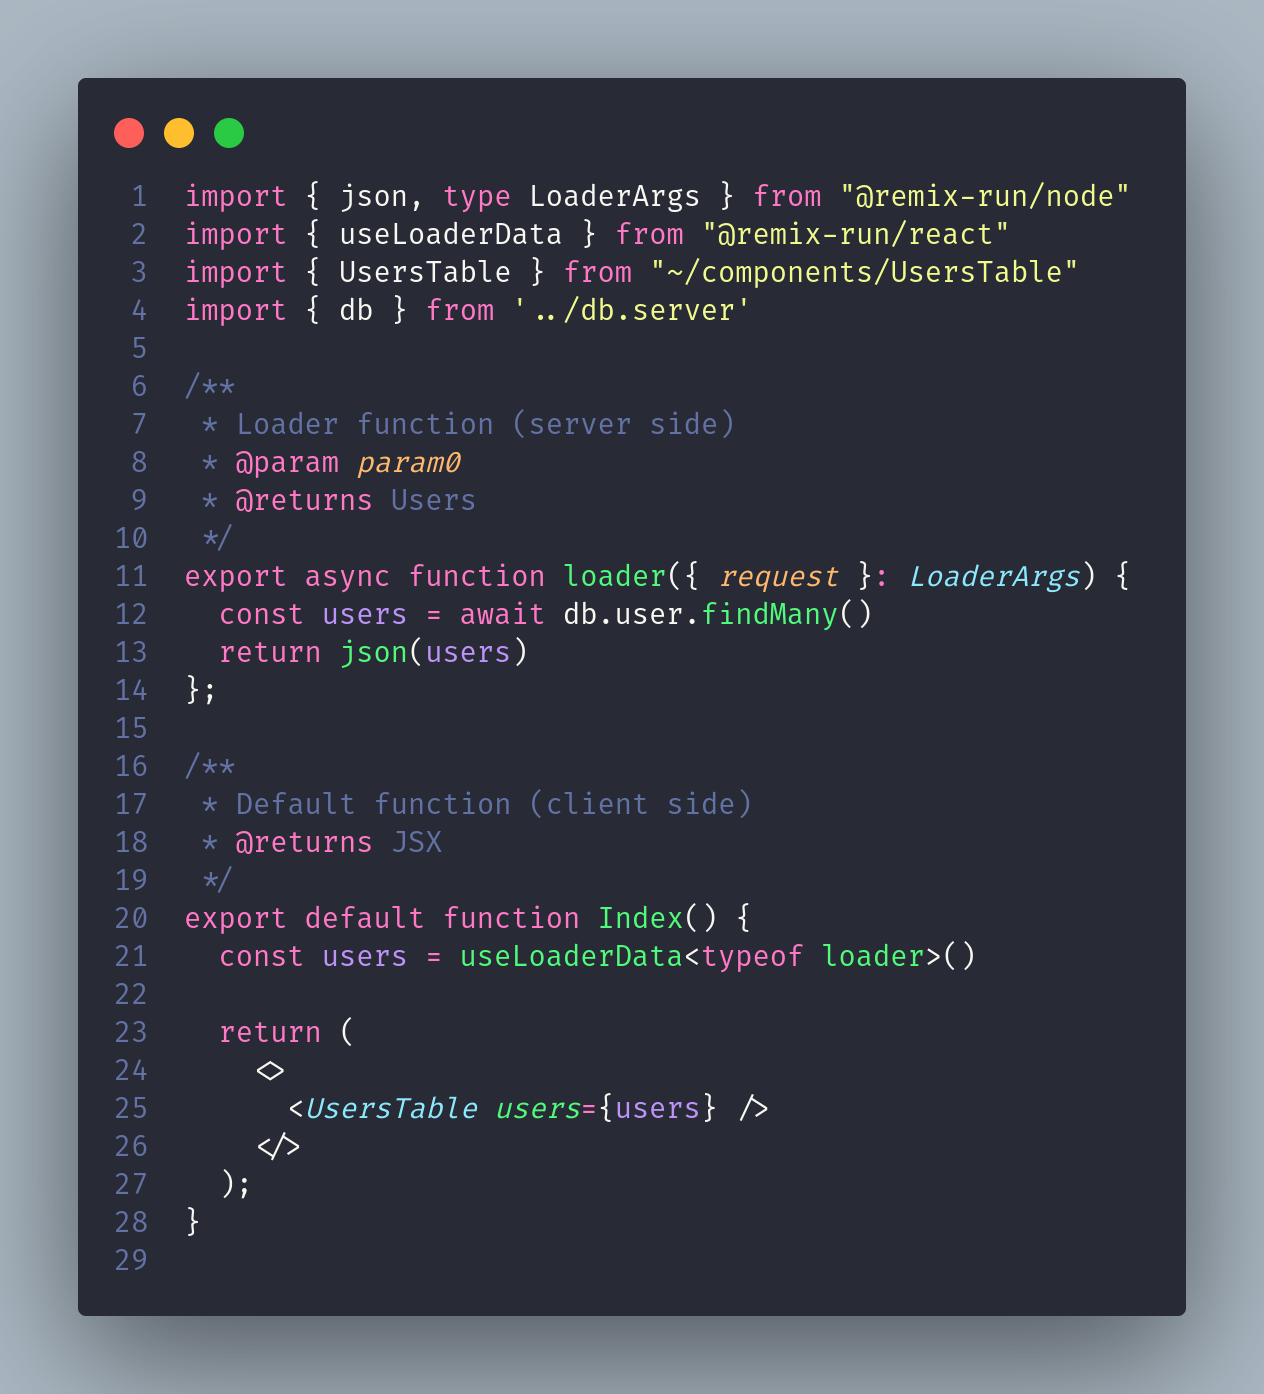 1 import { json, type LoaderArgs } from "@remix-run/node"
2 import { useLoaderData } from "@remix-run/react"
3 import { UsersTable } from "~/components/UsersTable"
4 import { db } from '../db.server'
5
6 /**
7  * Loader function (server side)
8  * @param param0
9  * @returns Users
10  */
11 export async function loader({ request }: LoaderArgs) {
12   const users = await db.user.findMany()
13   return json(users)
14 };
15
16 /**
17  * Default function (client side)
18  * @returns JSX
19  */
20 export default function Index() {
21   const users = useLoaderData<typeof loader>()
22
23   return (
24     <>
25       <UsersTable users={users} />
26     </>
27   );
28 }
29